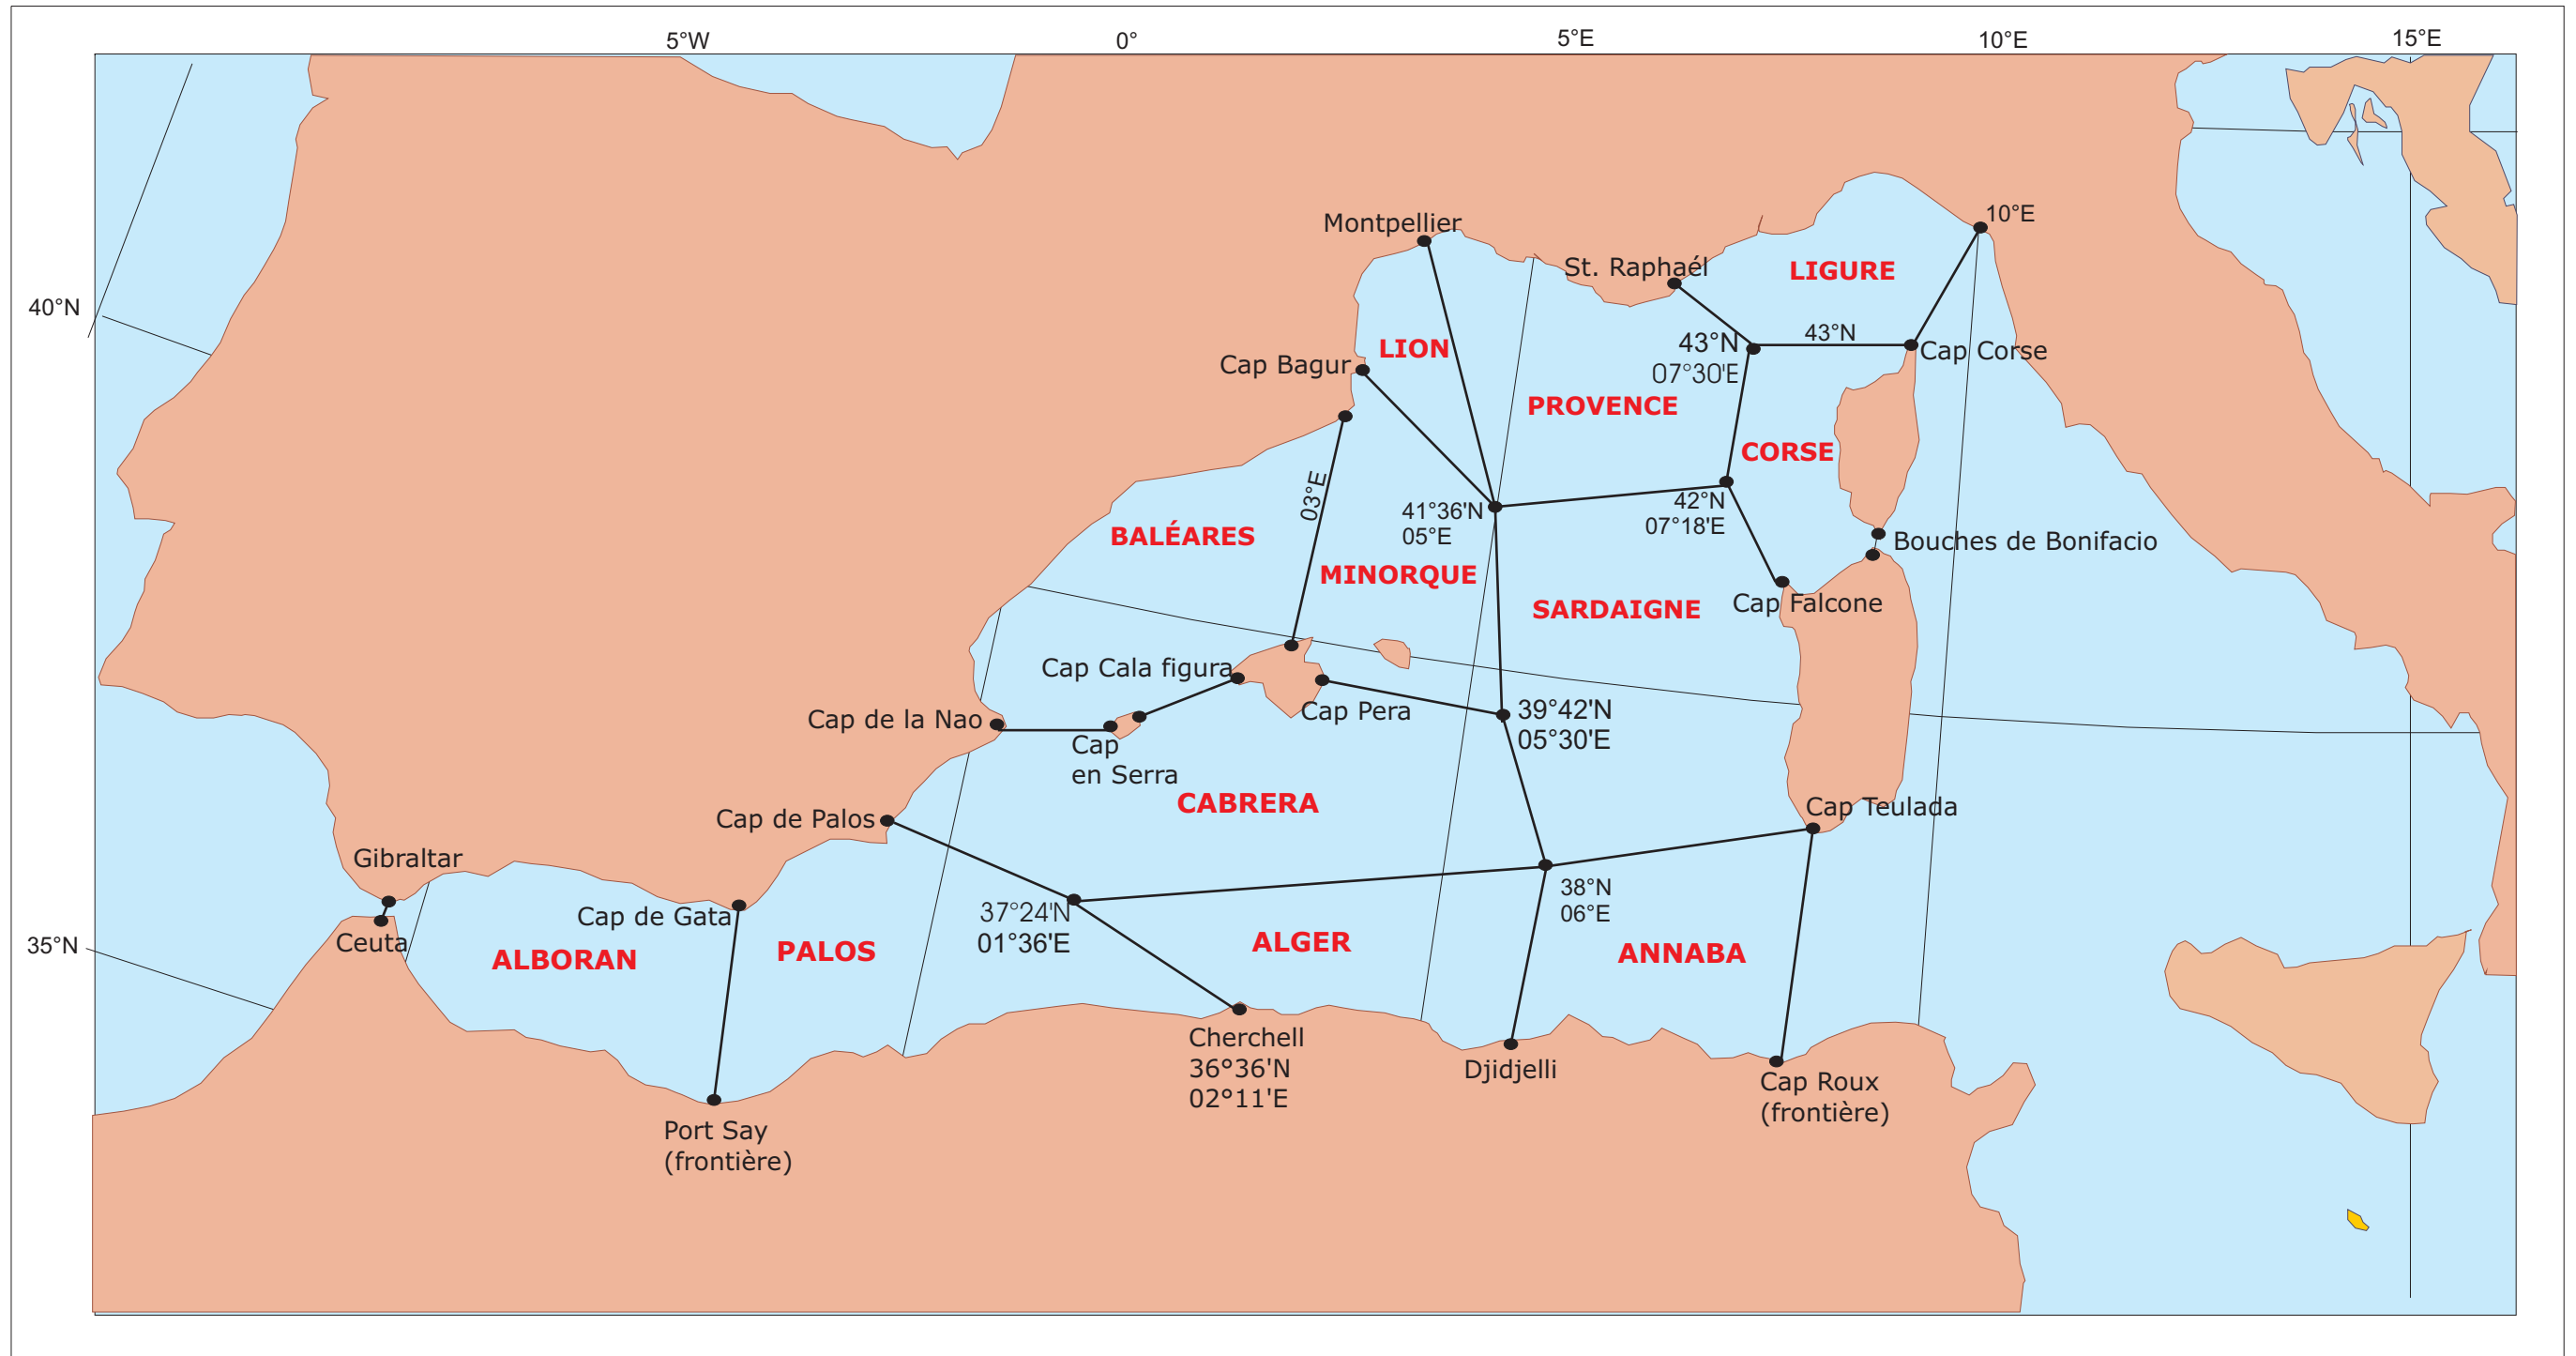 5°W
0°
5°E
10°E
15°E
10°E
Montpellier
St. Raphaél
LIGURE
40°N
43°N
43°N
07°30'E
LION
Cap Corse
Cap Bagur
PROVENCE
CORSE
03°E
41°36'N
05°E
42°N
07°18'E
BALÉARES
Bouches de Bonifacio
MINORQUE
SARDAIGNE
Cap Falcone
Cap Cala figura
Cap de la Nao
Cap Pera
39°42'N
05°30'E
Cap
en Serra
CABRERA
Cap Teulada
Cap de Palos
Gibraltar
38°N
06°E
Cap de Gata
37°24'N
01°36'E
Ceuta
35°N
ALBORAN
PALOS
ALGER
ANNABA
Cherchell
36°36'N
02°11'E
Djidjelli
Cap Roux
(frontière)
Port Say
(frontière)